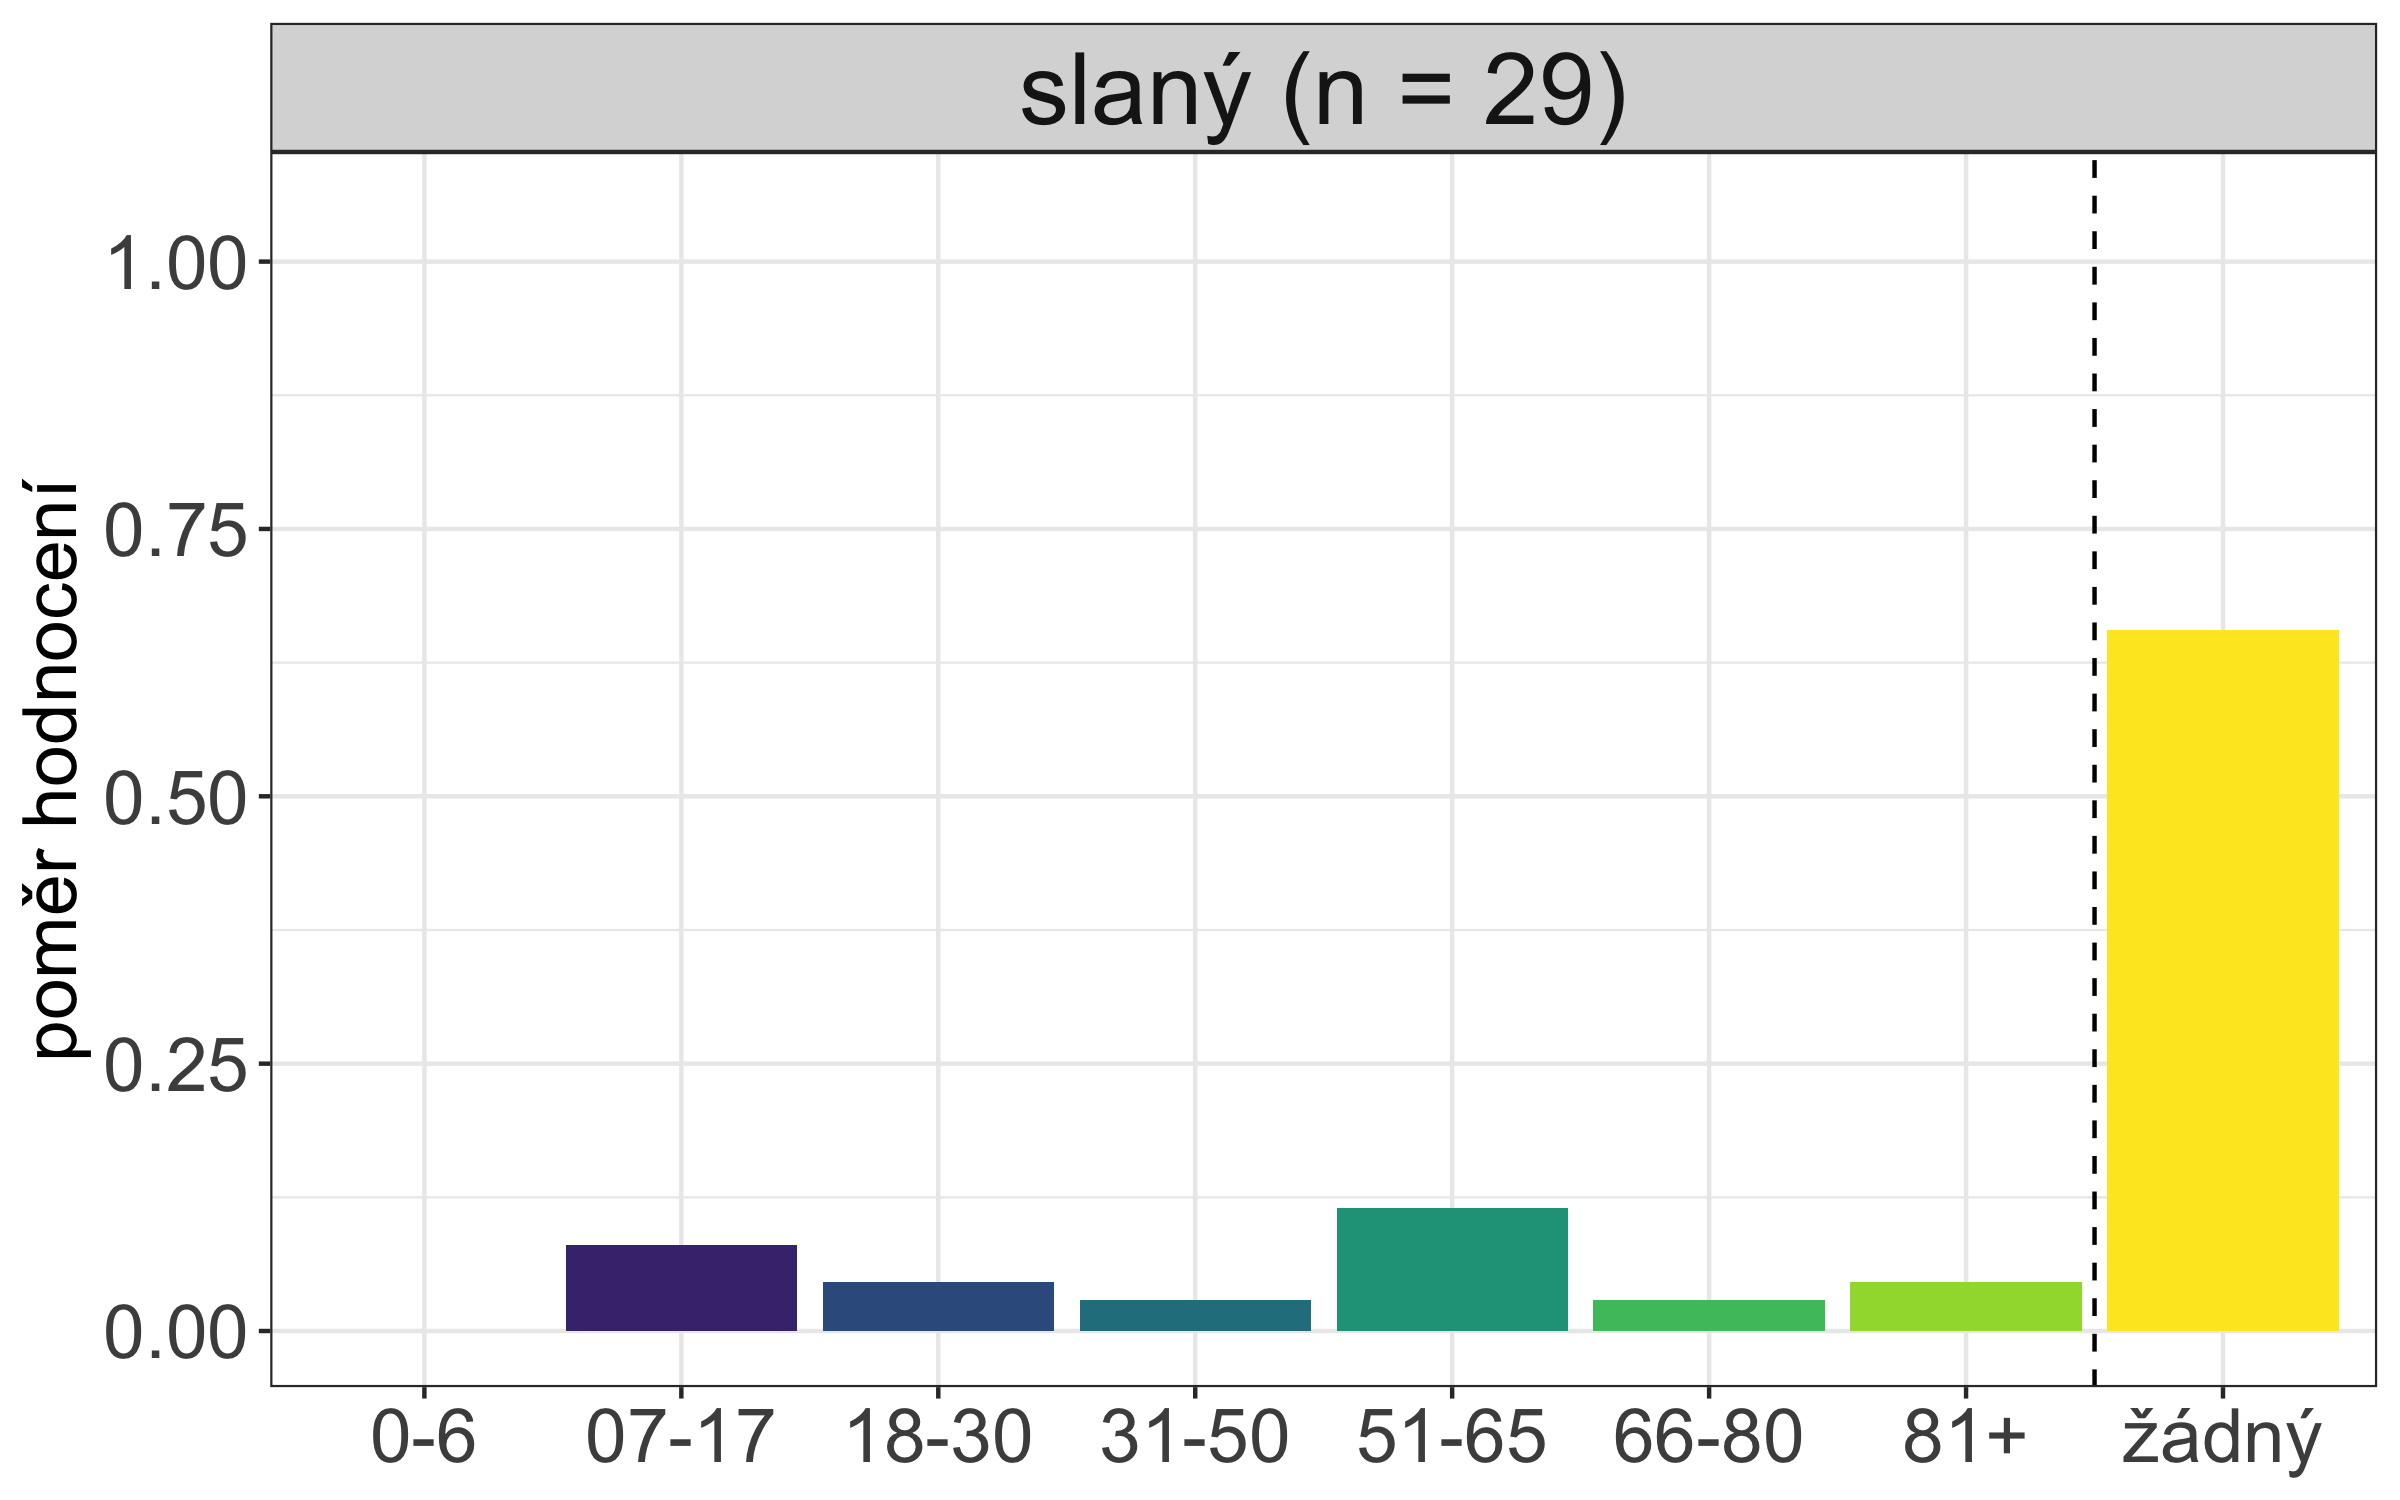 slaný (n = 29)
poměr hodnocení
1.00
0.75
0.50
0.25
0.00
0-6 07-17 18-30 31-50 51-65 66-80 81+ žádný